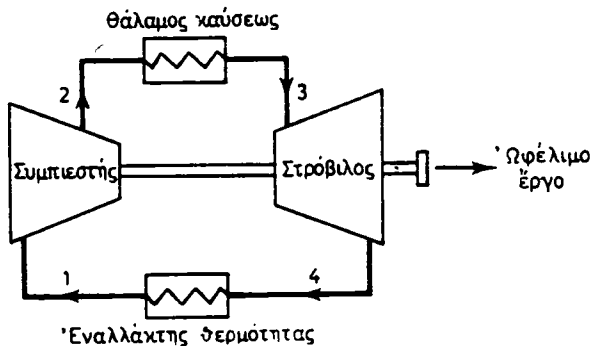 θάλαμος καύσεως
2
3
Συμπιεστής
Στρόβιλος
Ὠφέλιμο
ἔργο
1
4
Ἐναλλάκτης θερμότητας